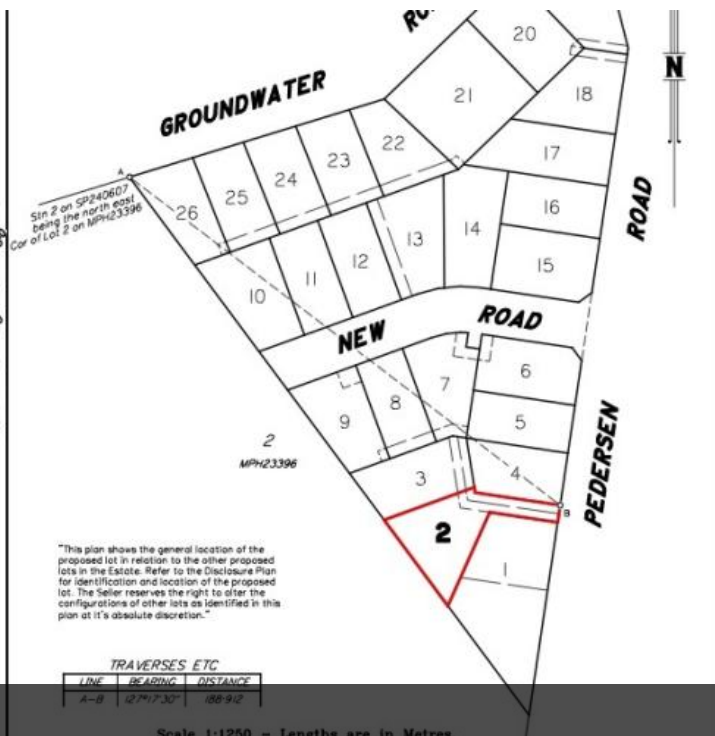 20
N
GROUNDWATER
21
18
22
23
24
25
26
17
A
Stn 2 on SP240607
being the north east
Cor of Lot 2 on MPH23396
ROAD
16
14
13
12
11
10
15
NEW ROAD
6
7
8
9
5
2
MPH23396
PEDERSEN
4
3
B
2
1
"This plan shows the general location of the
proposed lot in relation to the other proposed
lots in the Estate. Refer to the Disclosure Plan
for identification and location of the proposed
lot. The Seller reserves the right to alter the
configurations of other lots as identified in this
plan at it's absolute discretion."
TRAVERSES ETC
LINE BEARING DISTANCE
A-B 127°17'30" 188·912
Scale 1:1250 - Lengths are in Metres